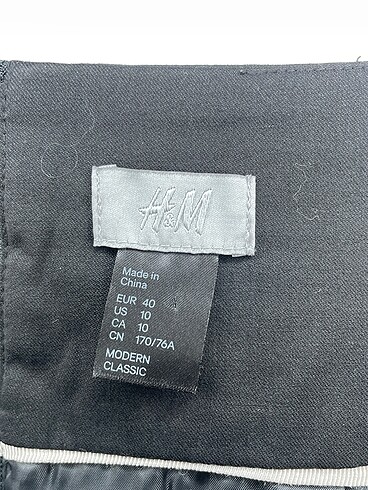 H&M
Made in
China
EUR 40
US 10
CA 10
CN 170/76A
MODERN
CLASSIC